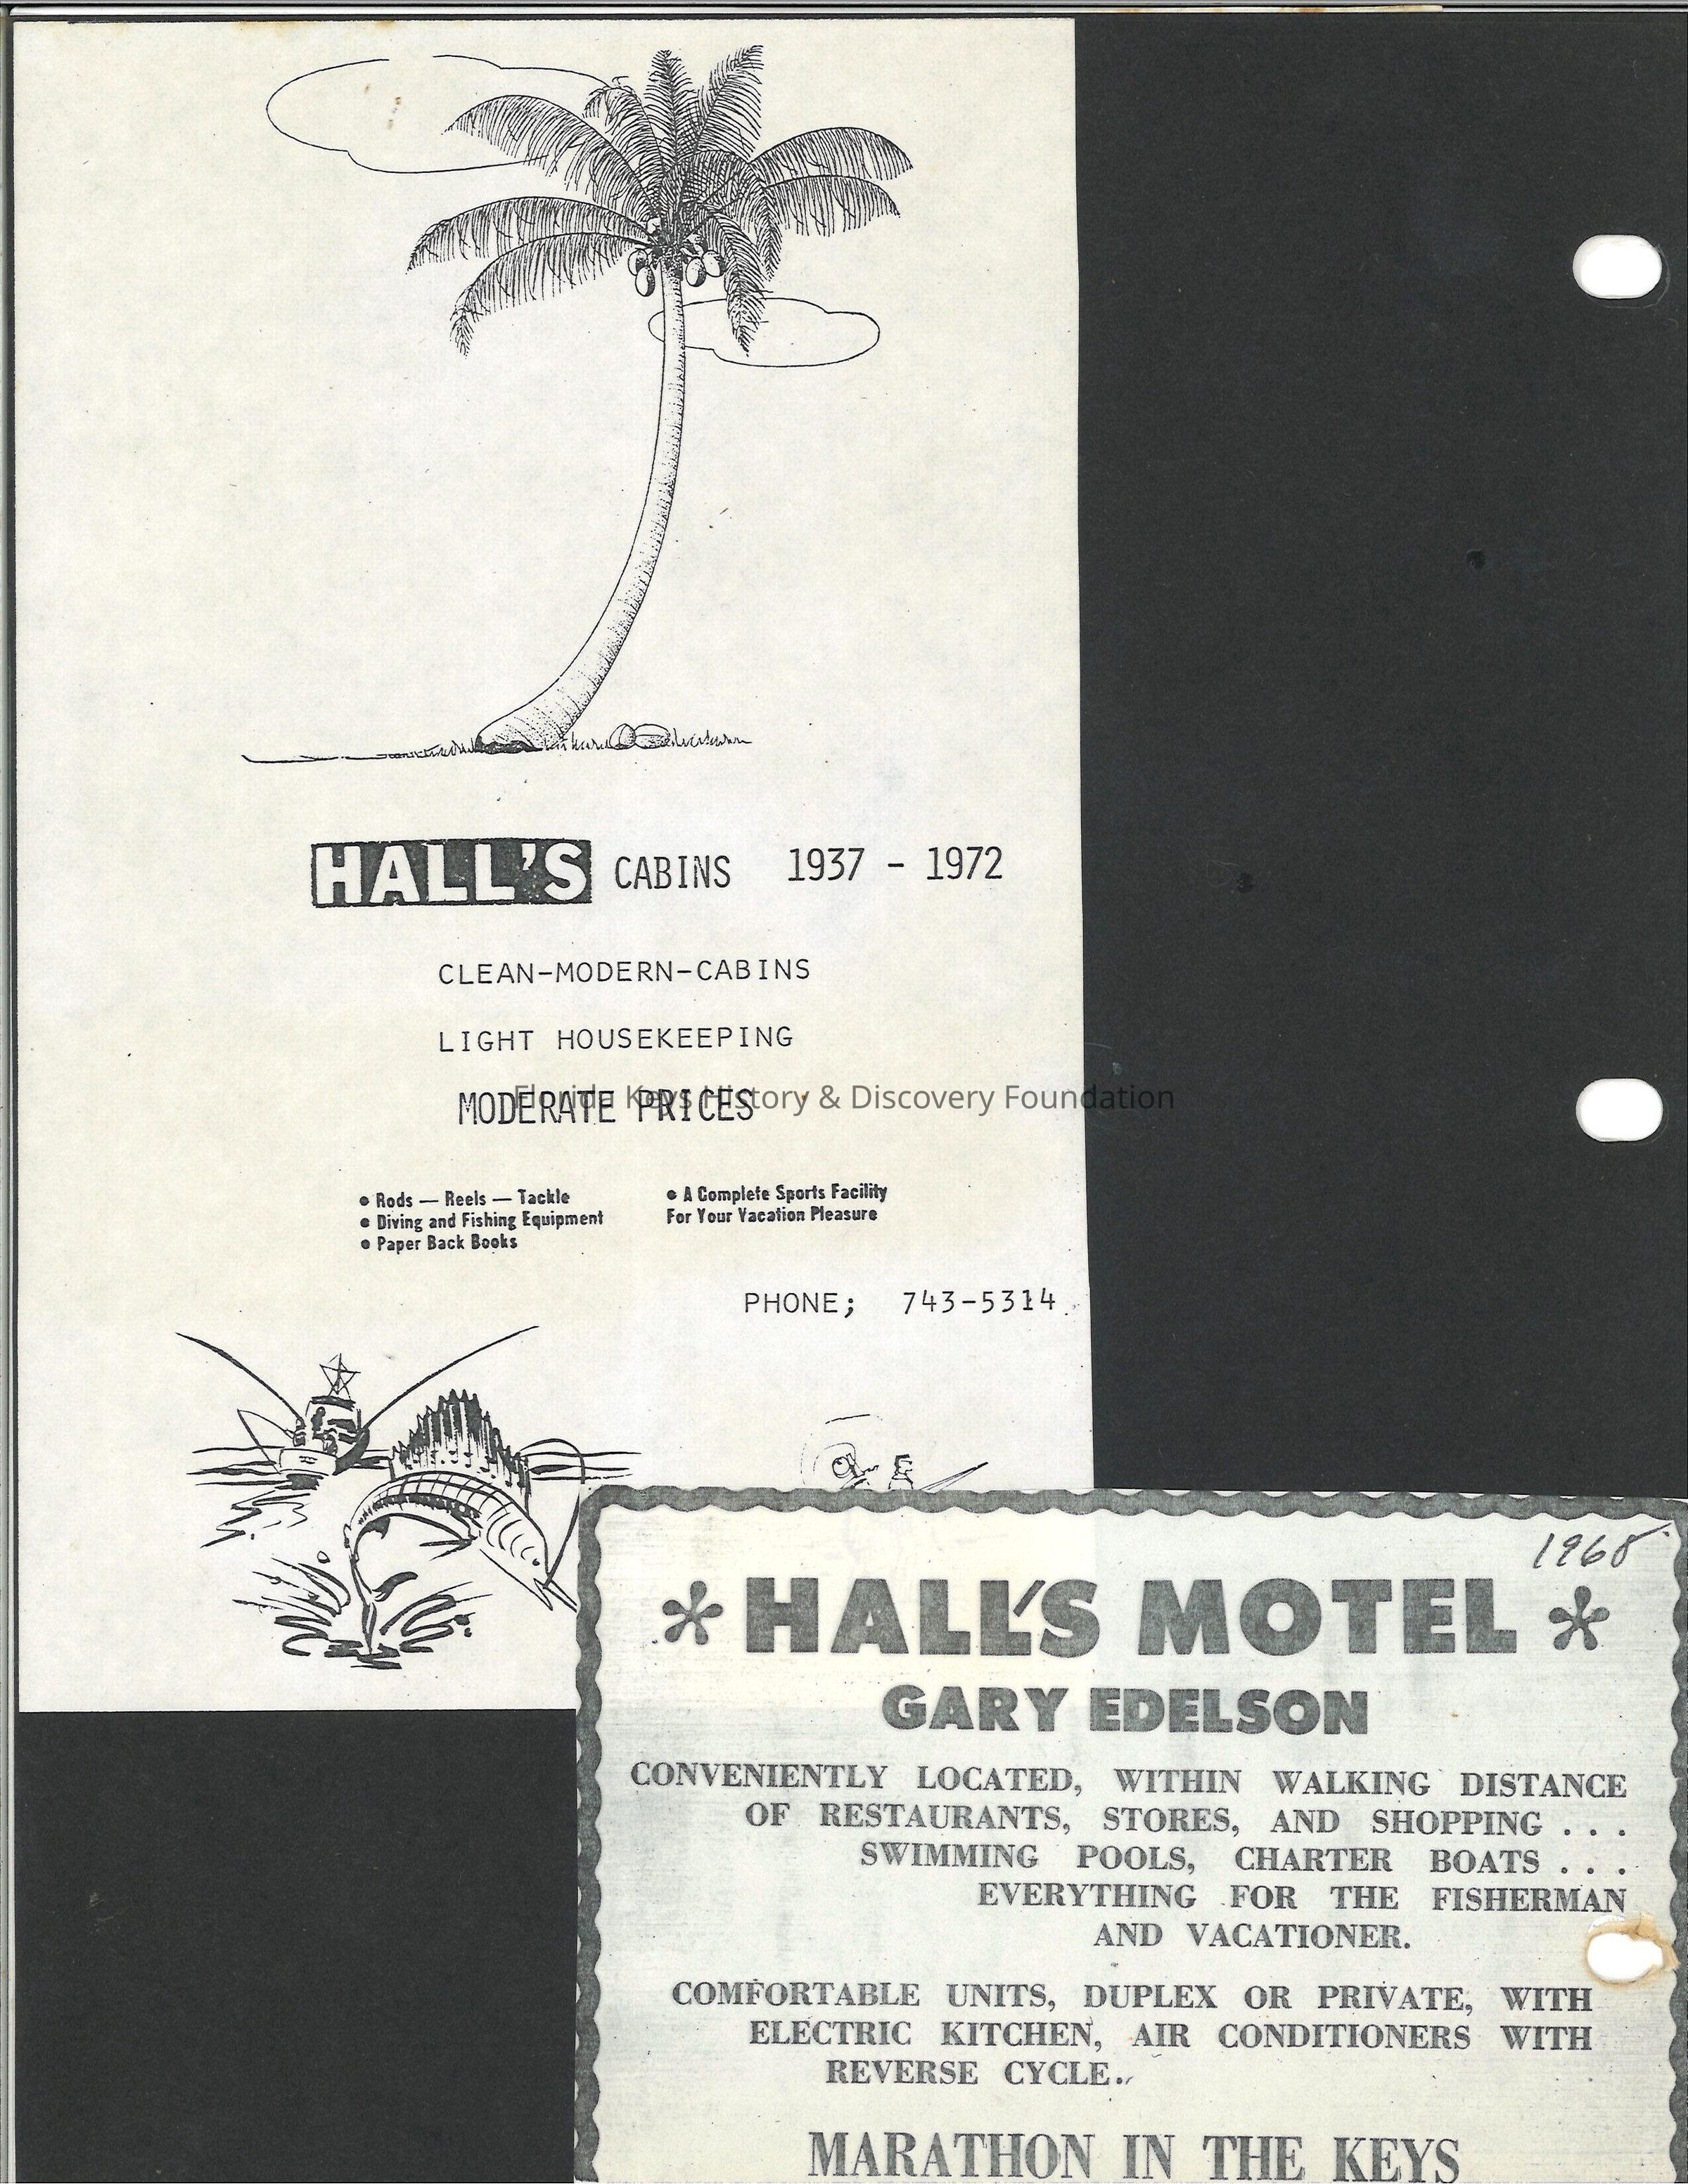 HALL'S CABINS 1937 - 1972
CLEAN-MODERN-CABINS
LIGHT HOUSEKEEPING
MODERATE PRICES
Florida Keys History & Discovery Foundation
• Rods — Reels — Tackle
• Diving and Fishing Equipment
• Paper Back Books
• A Complete Sports Facility
For Your Vacation Pleasure
PHONE; 743-5314
1968
* HALL'S MOTEL *
GARY EDELSON
CONVENIENTLY LOCATED, WITHIN WALKING DISTANCE
OF RESTAURANTS, STORES, AND SHOPPING . . .
SWIMMING POOLS, CHARTER BOATS . . .
EVERYTHING FOR THE FISHERMAN
AND VACATIONER.
COMFORTABLE UNITS, DUPLEX OR PRIVATE, WITH
ELECTRIC KITCHEN, AIR CONDITIONERS WITH
REVERSE CYCLE..
MARATHON IN THE KEYS